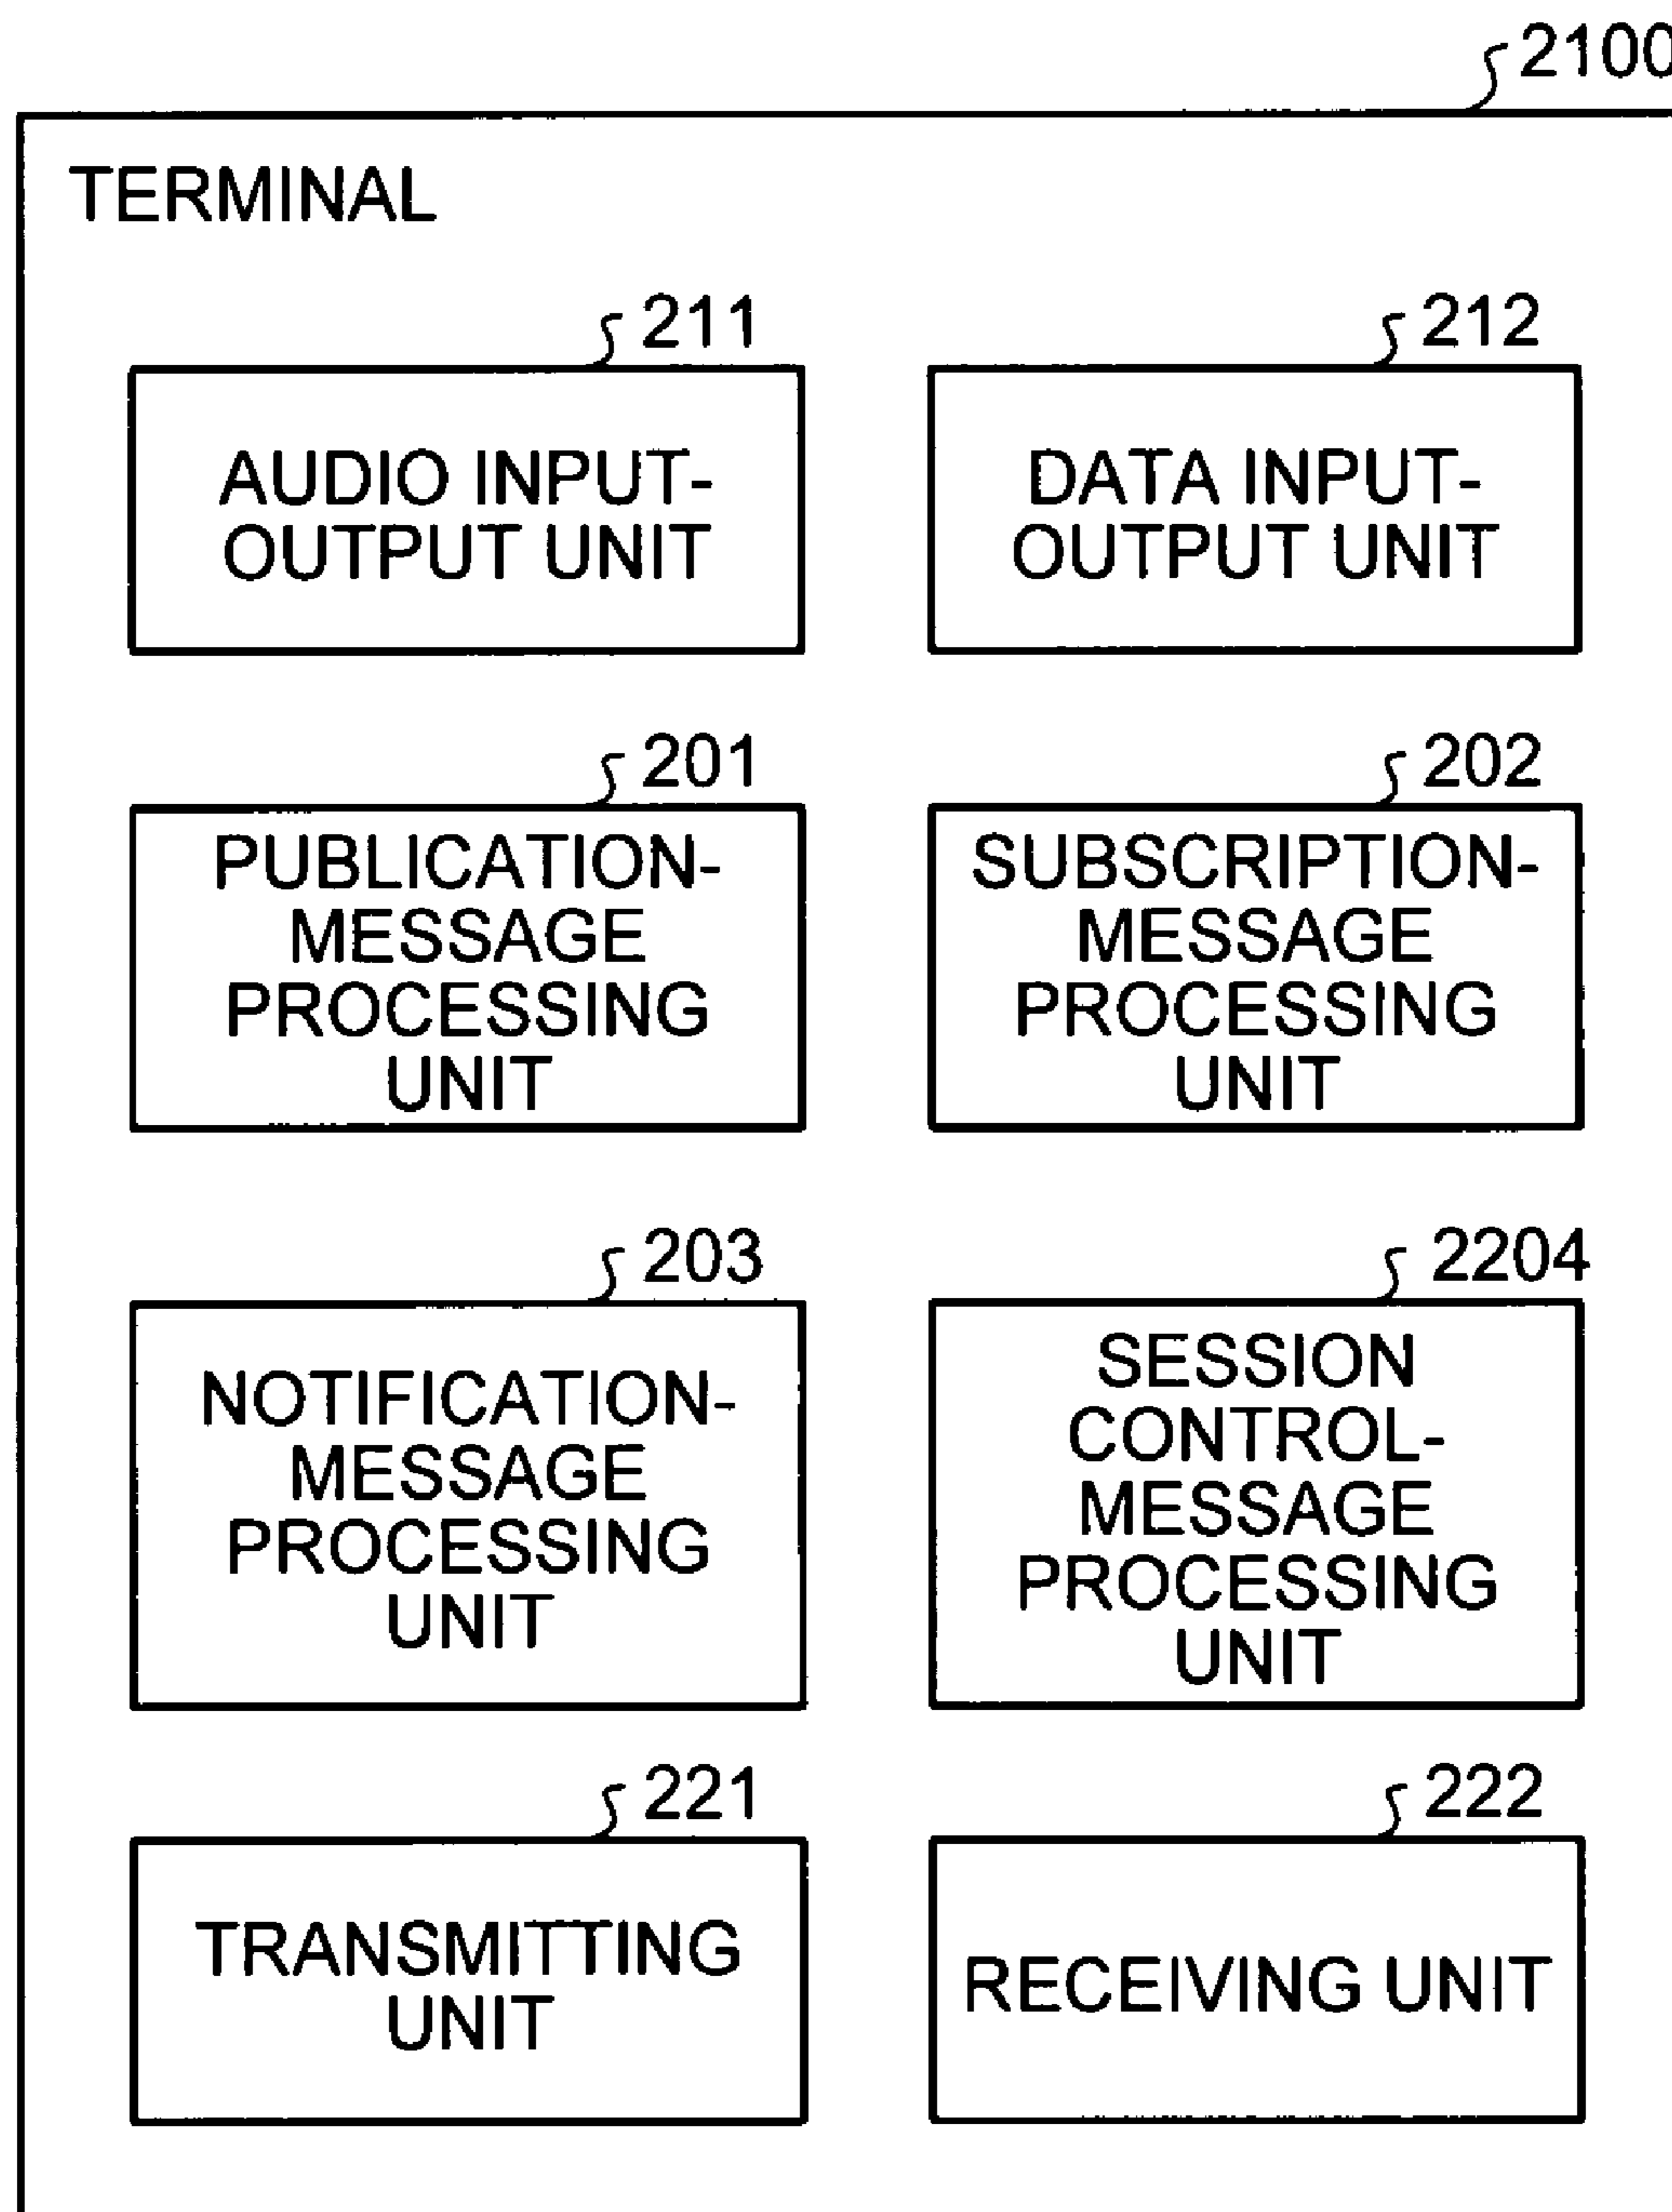 2100
TERMINAL
211
AUDIO INPUT-
OUTPUT UNIT
212
DATA INPUT-
OUTPUT UNIT
201
PUBLICATION-
MESSAGE
PROCESSING
UNIT
202
SUBSCRIPTION-
MESSAGE
PROCESSING
UNIT
203
NOTIFICATION-
MESSAGE
PROCESSING
UNIT
2204
SESSION
CONTROL-
MESSAGE
PROCESSING
UNIT
221
TRANSMITTING
UNIT
222
RECEIVING UNIT